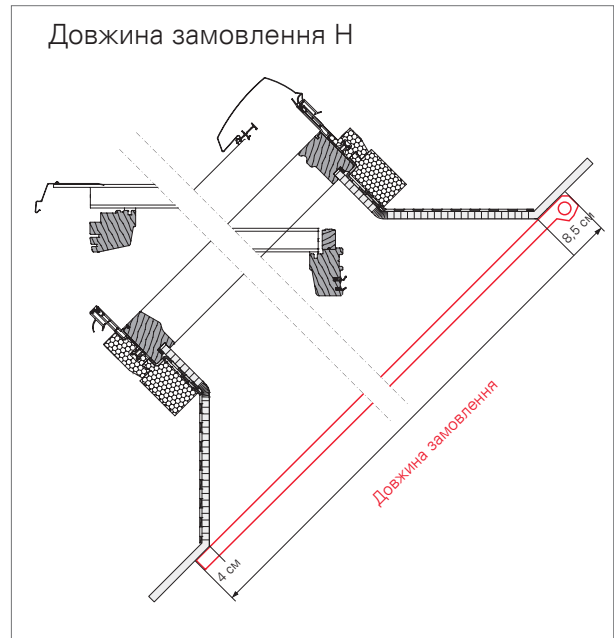 Довжина замовлення H
8,5 см
Довжина замовлення
4 см